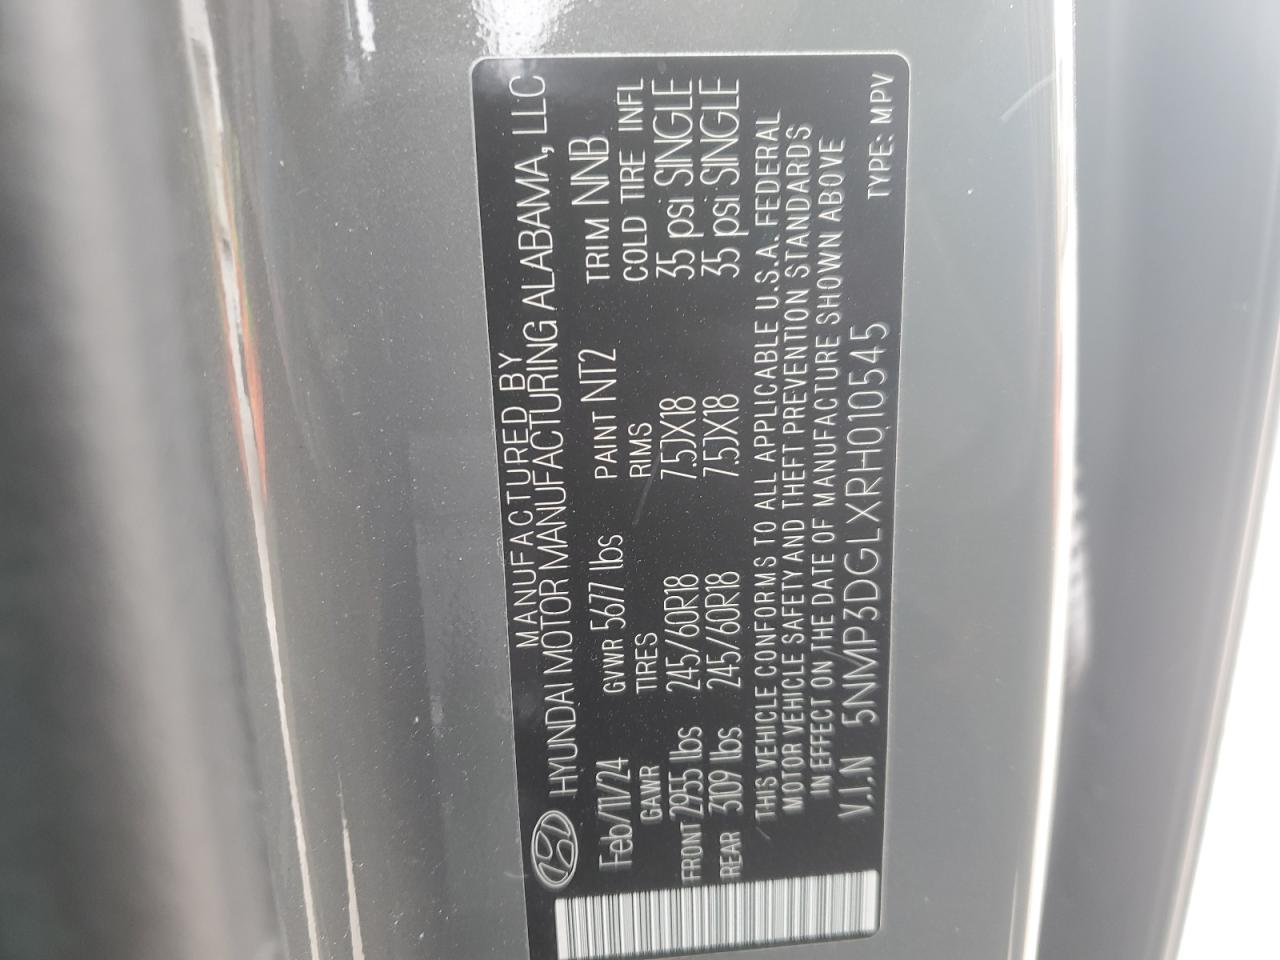 MANUFACTURED BY
HYUNDAI MOTOR MANUFACTURING ALABAMA, LLC
Feb/11/24 GVWR 5677 lbs PAINT NT2 TRIM NNB
GAWR TIRES RIMS COLD TIRE INFL
FRONT 2955 lbs 245/60R18 7.5JX18 35 psi SINGLE
REAR 3109 lbs 245/60R18 7.5JX18 35 psi SINGLE
THIS VEHICLE CONFORMS TO ALL APPLICABLE U.S.A. FEDERAL
MOTOR VEHICLE SAFETY AND THEFT PREVENTION STANDARDS
IN EFFECT ON THE DATE OF MANUFACTURE SHOWN ABOVE
V.I.N 5NMP3DGLXRH010545 TYPE: MPV